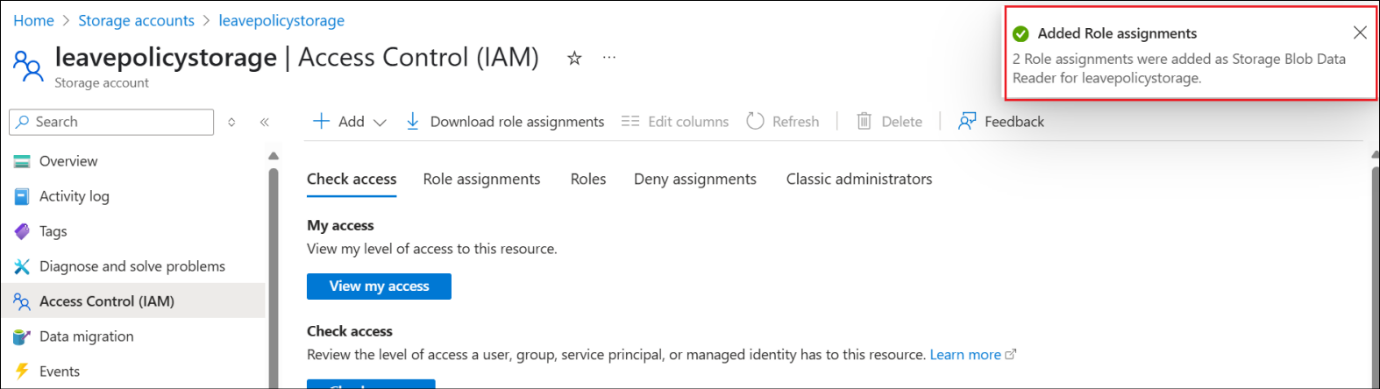 Home > Storage accounts > leavepolicystorage
leavepolicystorage | Access Control (IAM) ☆ ...
Storage account
Added Role assignments
2 Role assignments were added as Storage Blob Data
Reader for leavepolicystorage.
Search
Add
Download role assignments
Edit columns
Refresh
Delete
Feedback
Overview
Activity log
Tags
Diagnose and solve problems
Access Control (IAM)
Data migration
Events
Check access
Role assignments
Roles
Deny assignments
Classic administrators
My access
View my level of access to this resource.
View my access
Check access
Review the level of access a user, group, service principal, or managed identity has to this resource. Learn more